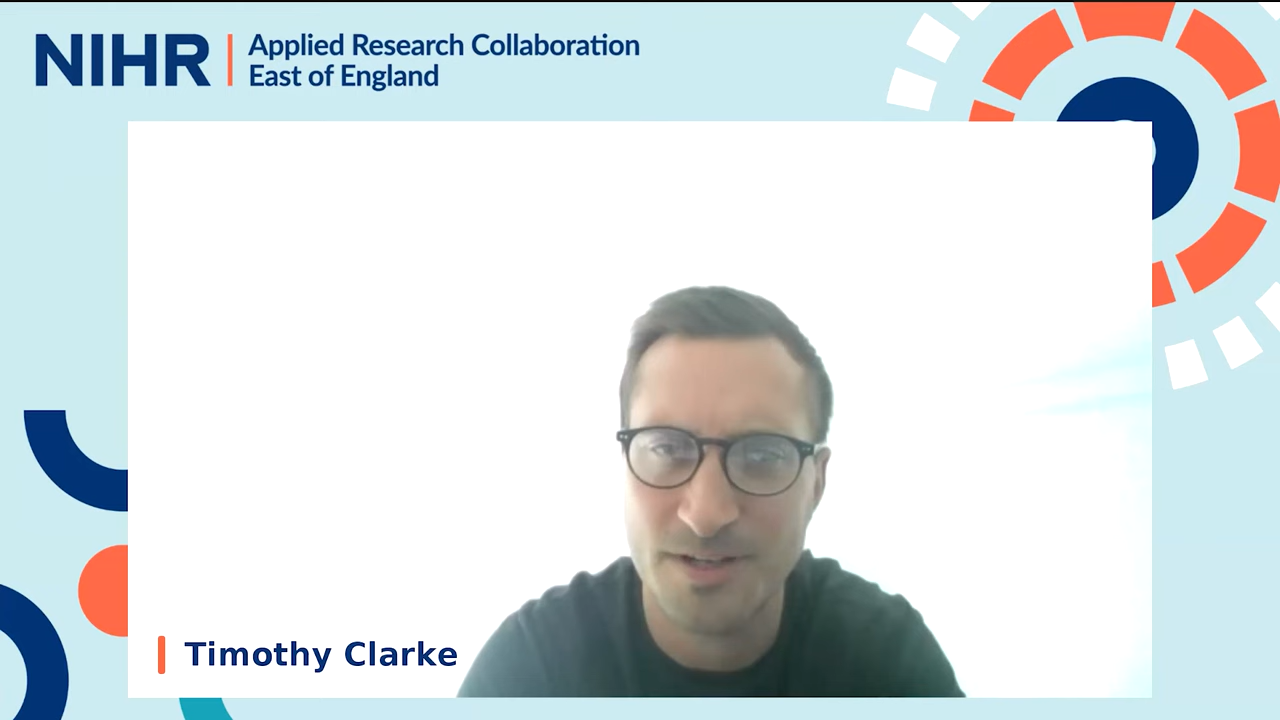 NIHR | Applied Research Collaboration
East of England
Timothy Clarke